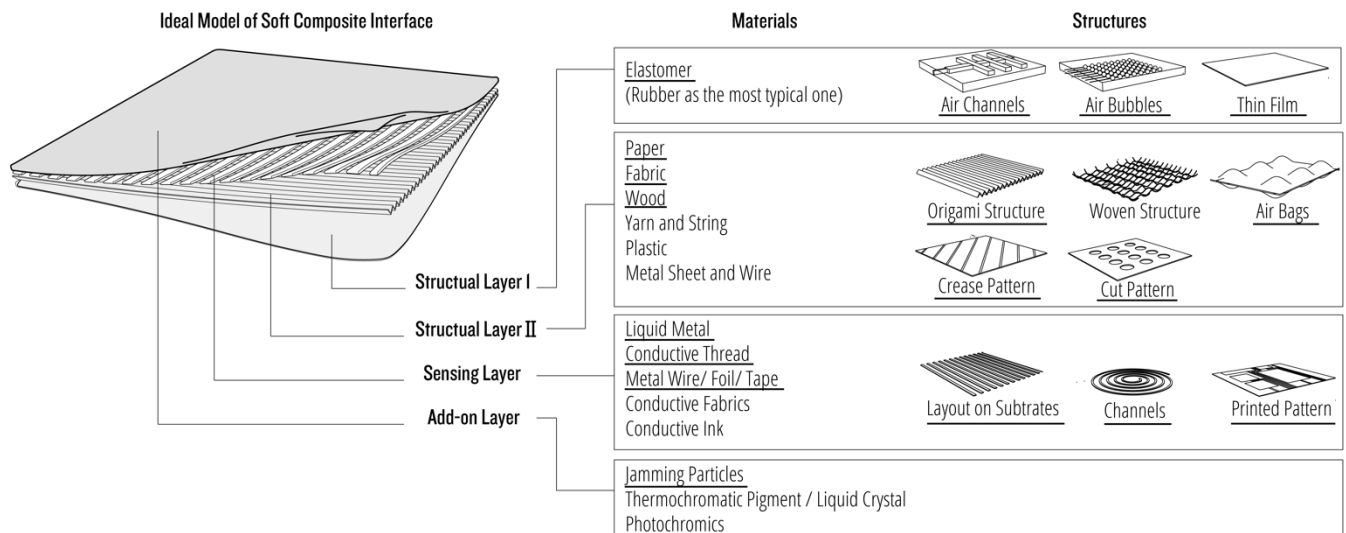 Ideal Model of Soft Composite Interface
Materials
Structures
Structual Layer I
Structual Layer II
Sensing Layer
Add-on Layer
Elastomer
(Rubber as the most typical one)
Air Channels
Air Bubbles
Thin Film
Paper
Fabric
Wood
Yarn and String
Plastic
Metal Sheet and Wire
Origami Structure
Woven Structure
Air Bags
Crease Pattern
Cut Pattern
Liquid Metal
Conductive Thread
Metal Wire/ Foil/ Tape
Conductive Fabrics
Conductive Ink
Layout on Subtrates
Channels
Printed Pattern
Jamming Particles
Thermochromatic Pigment / Liquid Crystal
Photochromics